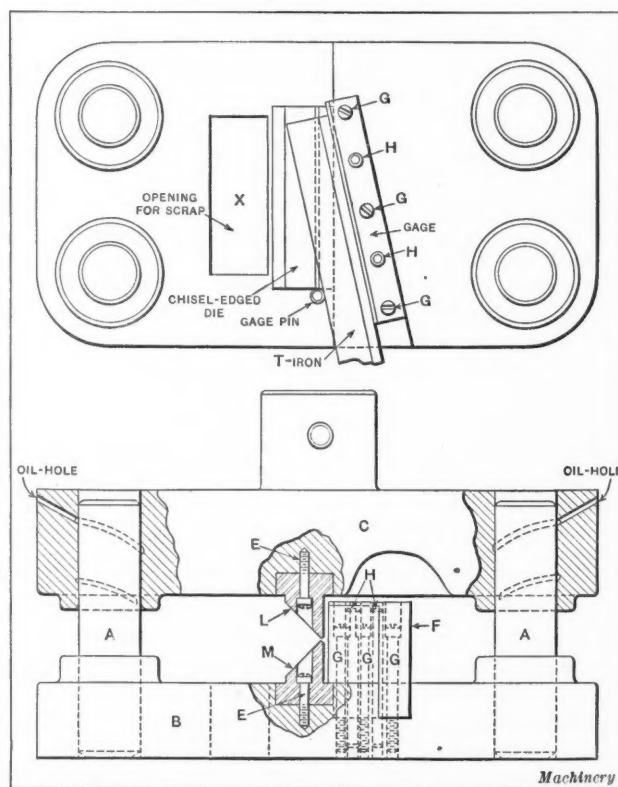 G
H
G
GAGE
H
G
X
OPENING
FOR SCRAP
CHISEL-EDGED
DIE
GAGE PIN
T-IRON
OIL-HOLE
OIL-HOLE
C
E
H
L
F
A
A
M
G
G
G
E
B
Machinery